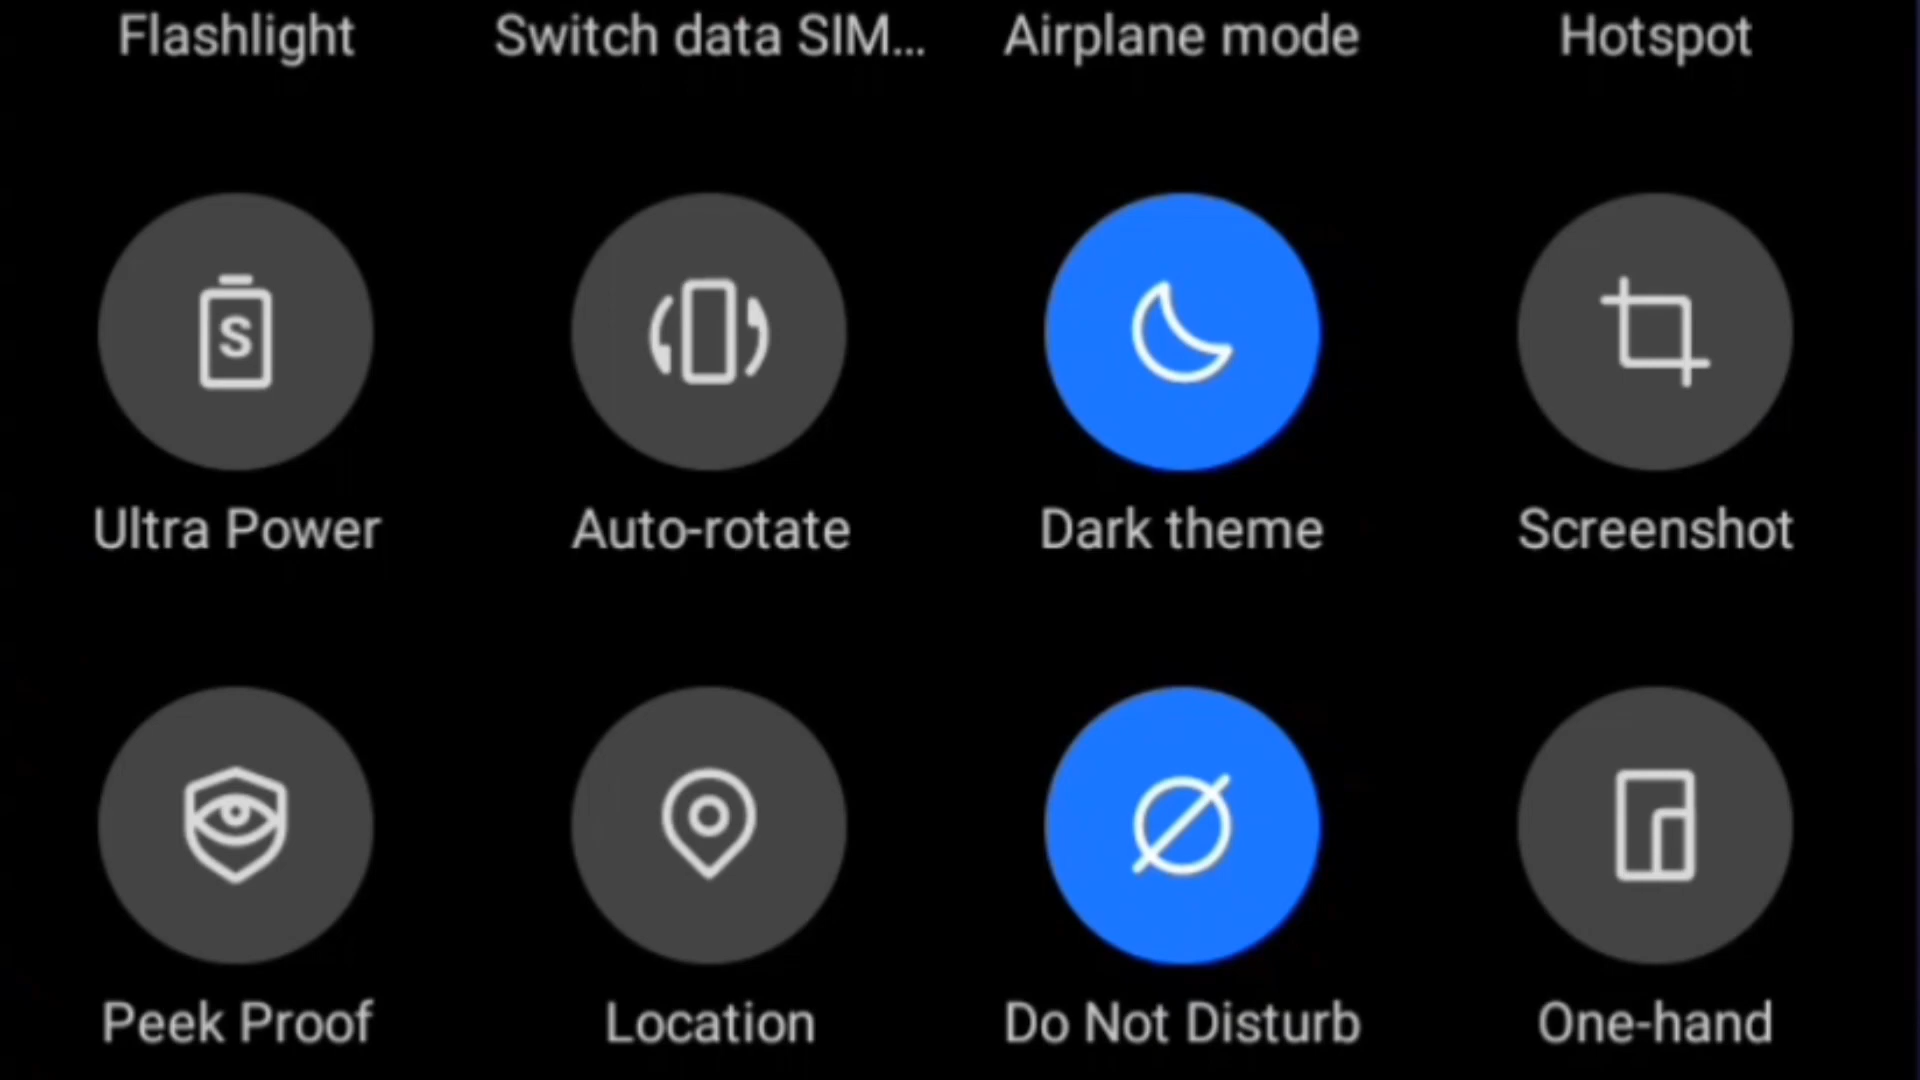 Flashlight
Switch data SIM...
Airplane mode
Hotspot
S
Ultra Power
Auto-rotate
Dark theme
Screenshot
Peek Proof
Location
Do Not Disturb
One-hand